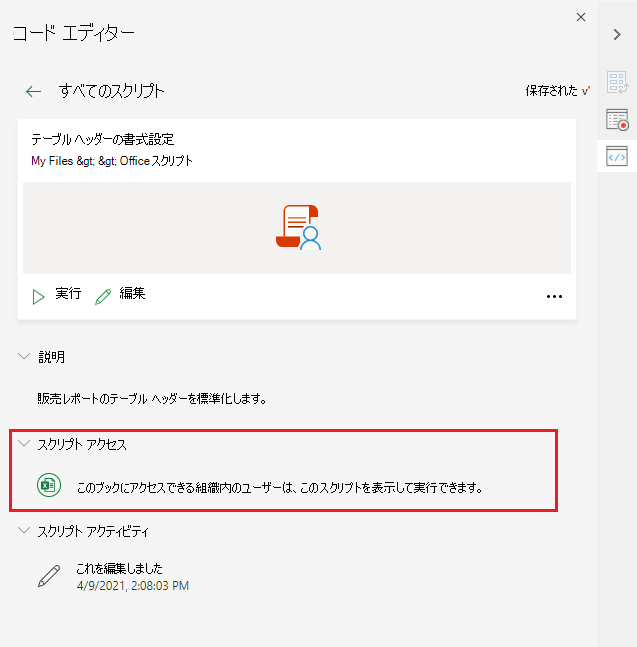 コード エディター
すべてのスクリプト
保存された v'
テーブル ヘッダーの書式設定
My Files &gt; &gt; Office スクリプト
実行
編集
説明
販売レポートのテーブル ヘッダーを標準化します。
スクリプト アクセス
このブックにアクセスできる組織内のユーザーは、このスクリプトを表示して実行できます。
スクリプト アクティビティ
これを編集しました
4/9/2021, 2:08:03 PM